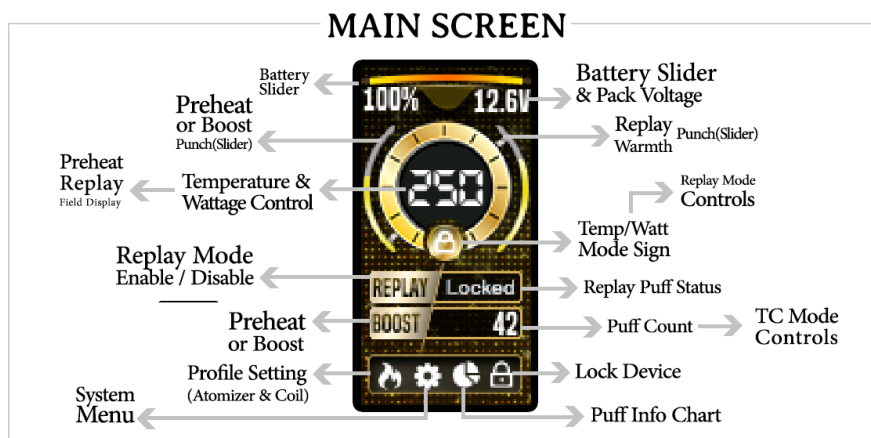 MAIN SCREEN
Battery
Slider
Battery Slider
& Pack Voltage
100%
12.6V
Preheat
or Boost
Punch(Slider)
Replay
Warmth
Punch(Slider)
Preheat
Replay
Field Display
Temperature &
Wattage Control
250
Replay Mode
Controls
Temp/Watt
Mode Sign
Replay Mode
Enable / Disable
REPLAY
Locked
Replay Puff Status
Preheat
or Boost
BOOST
42
Puff Count
TC Mode
Controls
Profile Setting
(Atomizer & Coil)
Lock Device
System
Menu
Puff Info Chart